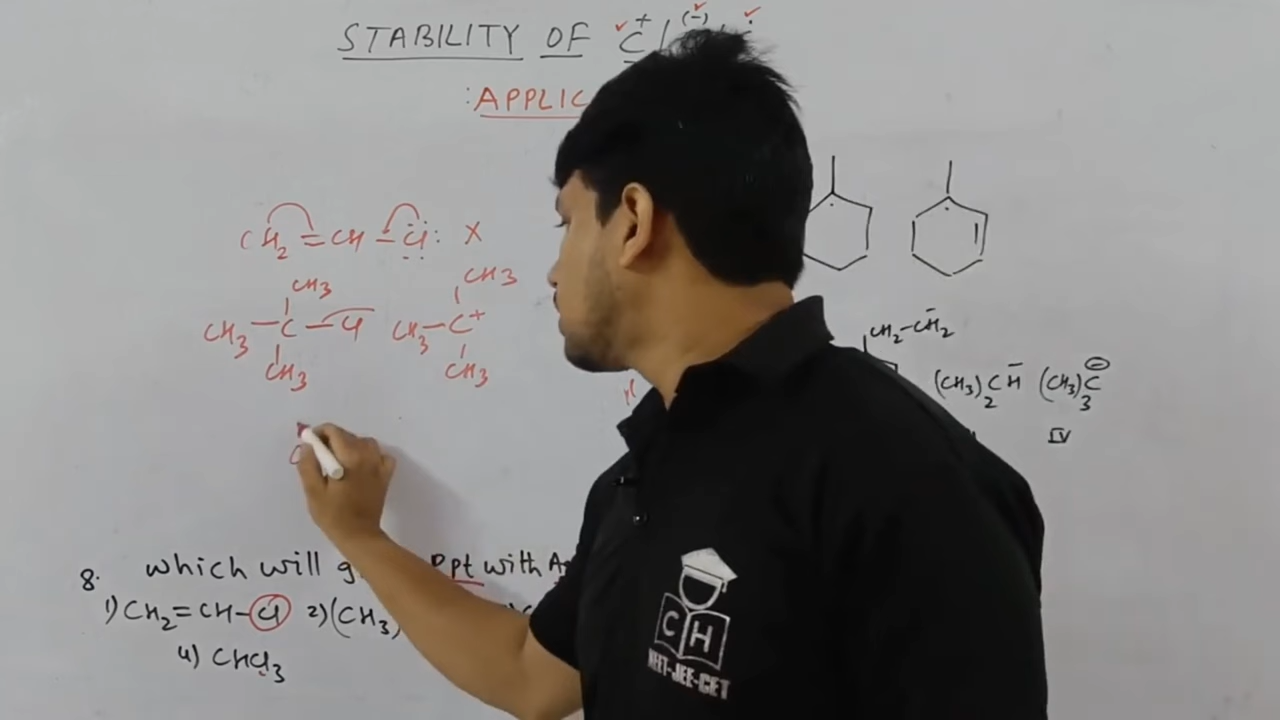 STABILITY OF C+ / (-)
: APPLIC
CH2=CH-Cl: X
CH3
CH3-C-Cl
CH3
CH3
CH3-C+
CH3
CH2-CH2
(CH3)2CH (CH3)3C
IV
8. which will g Ppt with A
1) CH2=CH-Cl 2) (CH3)
4) CHCl3
CH
NEET-JEE-CET